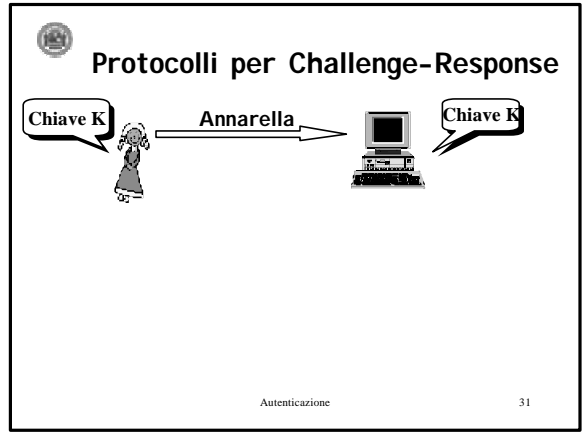 Protocolli per Challenge-Response
Chiave K
Annarella
Chiave K
Autenticazione
31